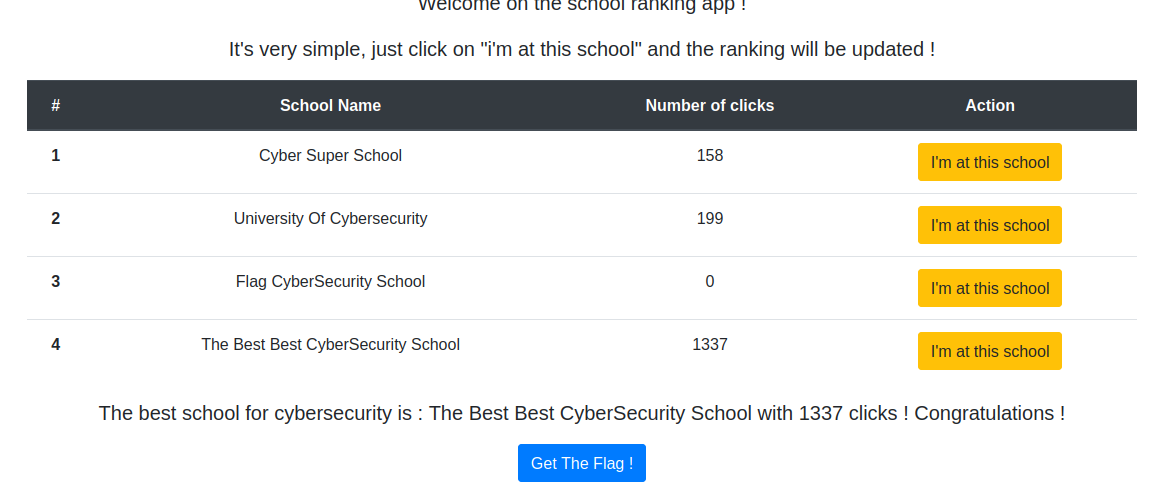 Welcome on the school ranking app !
It's very simple, just click on "i'm at this school" and the ranking will be updated !
# School Name Number of clicks Action
1 Cyber Super School 158 I'm at this school
2 University Of Cybersecurity 199 I'm at this school
3 Flag CyberSecurity School 0 I'm at this school
4 The Best Best CyberSecurity School 1337 I'm at this school
The best school for cybersecurity is : The Best Best CyberSecurity School with 1337 clicks ! Congratulations !
Get The Flag !